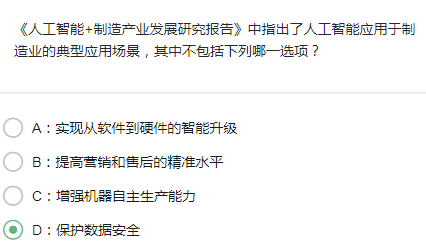 《人工智能+制造产业发展研究报告》中指出了人工智能应用于制
造业的典型应用场景，其中不包括下列哪一选项？
A：实现从软件到硬件的智能升级
B：提高营销和售后的精准水平
C：增强机器自主生产能力
D：保护数据安全